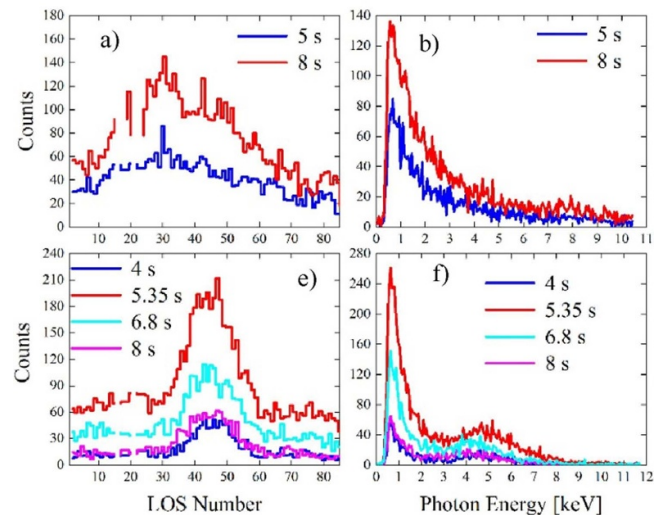 a)
5 s
8 s
Counts
180
160
140
120
100
80
60
40
20
0
10 20 30 40 50 60 70 80
b)
5 s
8 s
140
120
100
80
60
40
20
0
0 1 2 3 4 5 6 7 8 9 10 11
e)
4 s
5.35 s
6.8 s
8 s
Counts
240
210
180
150
120
90
60
30
0
10 20 30 40 50 60 70 80
LOS Number
f)
4 s
5.35 s
6.8 s
8 s
280
240
200
160
120
80
40
0
0 1 2 3 4 5 6 7 8 9 10 11 12
Photon Energy [keV]